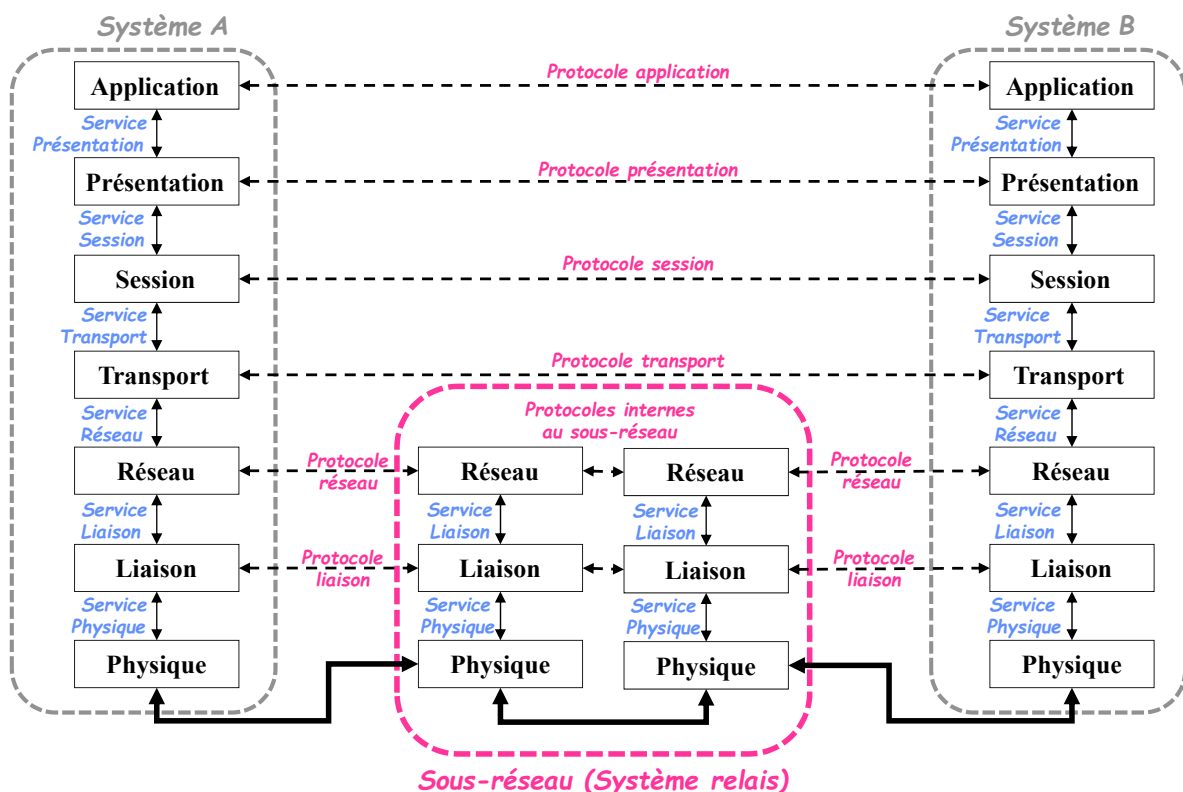 Système A
Système B
Application
Protocole application
Application
Service
Présentation
Service
Présentation
Présentation
Protocole présentation
Présentation
Service
Session
Service
Session
Session
Protocole session
Session
Service
Transport
Service
Transport
Transport
Protocole transport
Transport
Service
Réseau
Protocoles internes
au sous-réseau
Service
Réseau
Réseau
Protocole
réseau
Réseau
Réseau
Protocole
réseau
Réseau
Service
Liaison
Service
Liaison
Service
Liaison
Service
Liaison
Liaison
Protocole
liaison
Liaison
Liaison
Protocole
liaison
Liaison
Service
Physique
Service
Physique
Service
Physique
Service
Physique
Physique
Physique
Physique
Physique
Sous-réseau (Système relais)